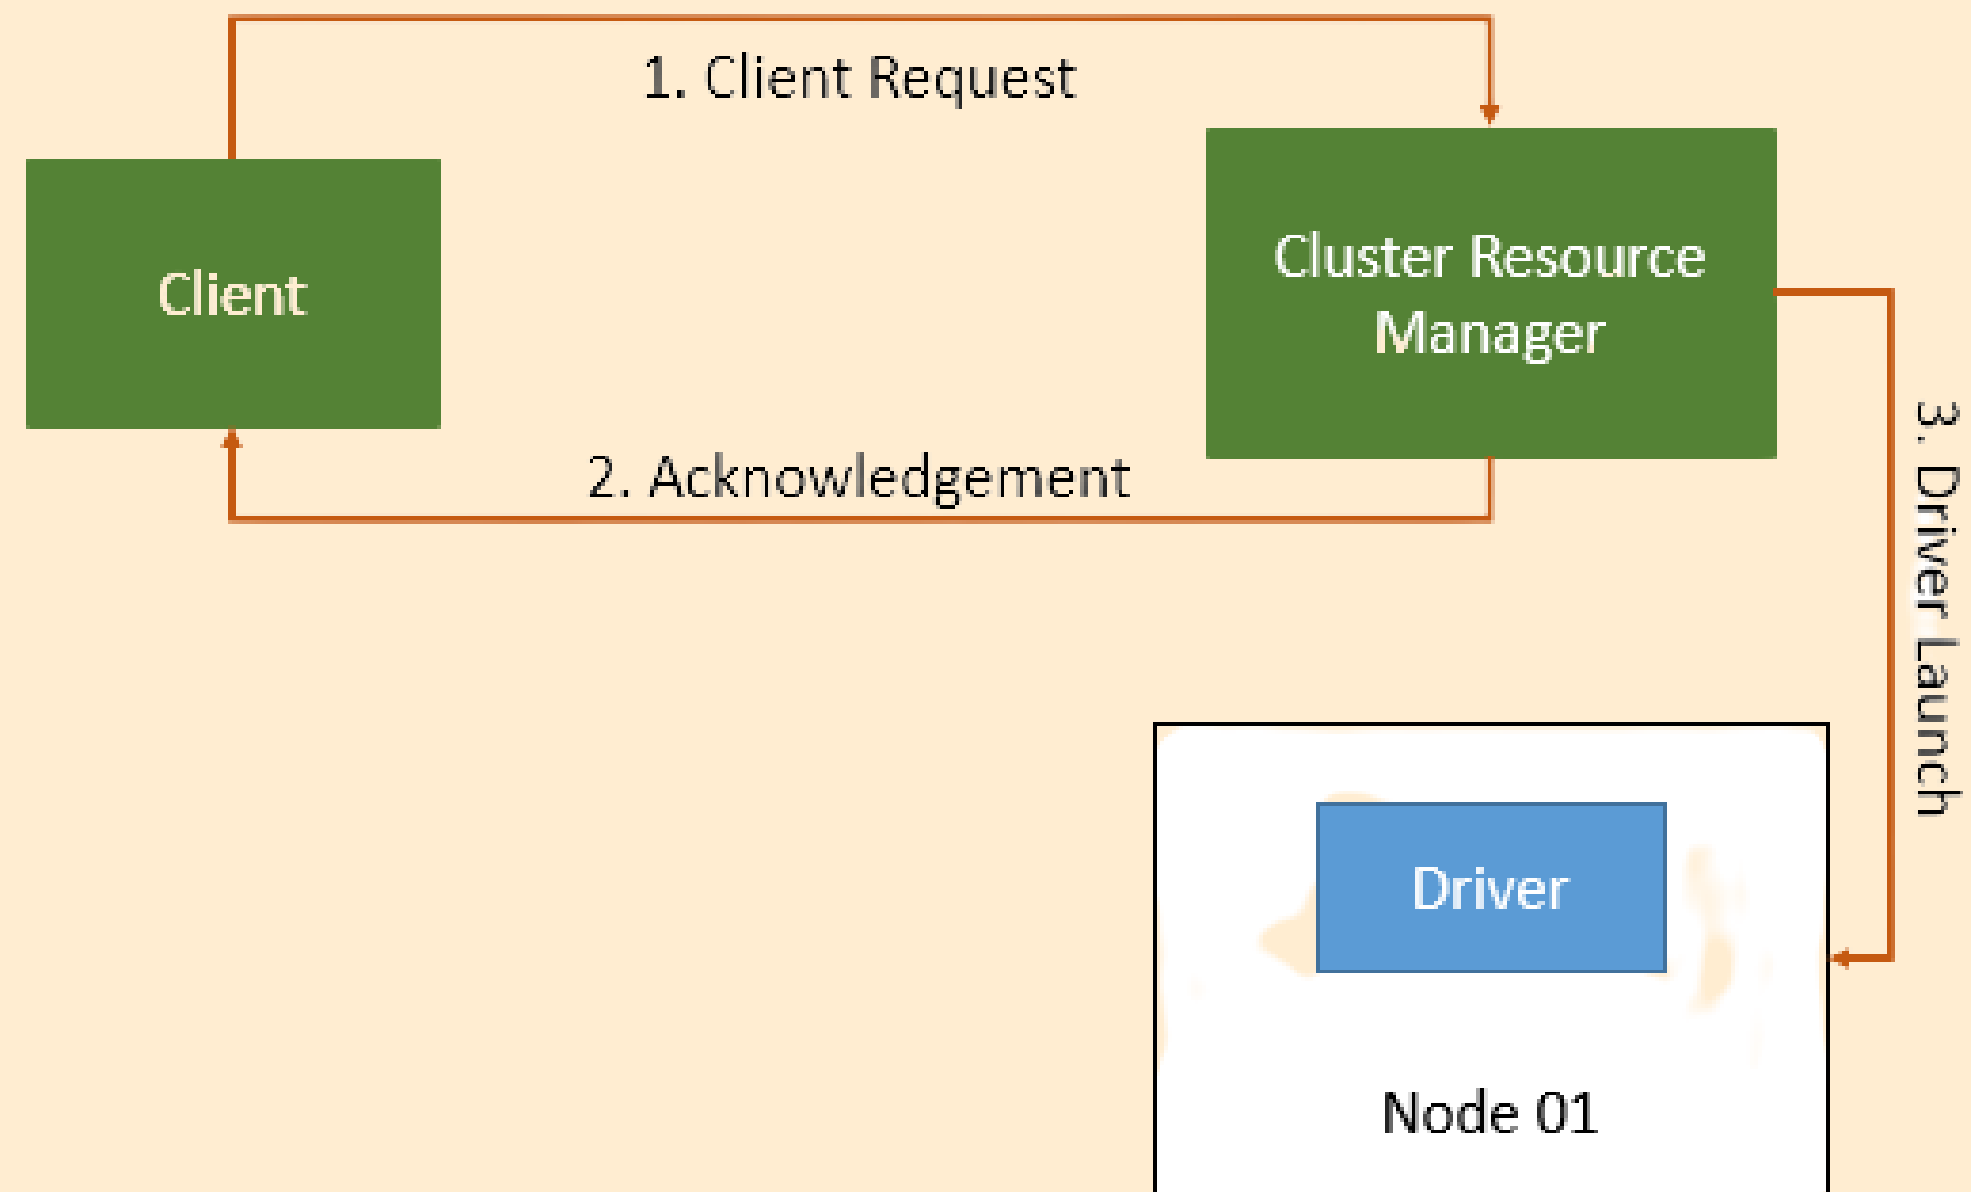 1. Client Request
Client
Cluster Resource
Manager
2. Acknowledgement
3. Driver Launch
Driver
Node 01